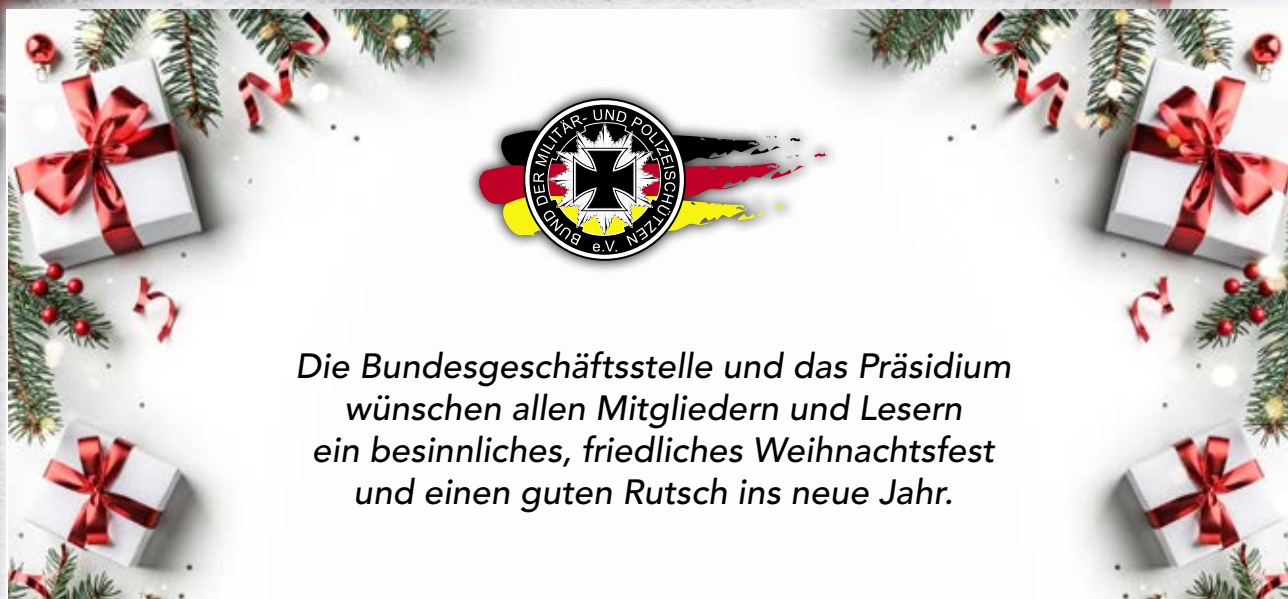 BUND DER MILITÄR- UND POLIZEISCHÜTZEN
e.V.
Die Bundesgeschäftsstelle und das Präsidium
wünschen allen Mitgliedern und Lesern
ein besinnliches, friedliches Weihnachtsfest
und einen guten Rutsch ins neue Jahr.